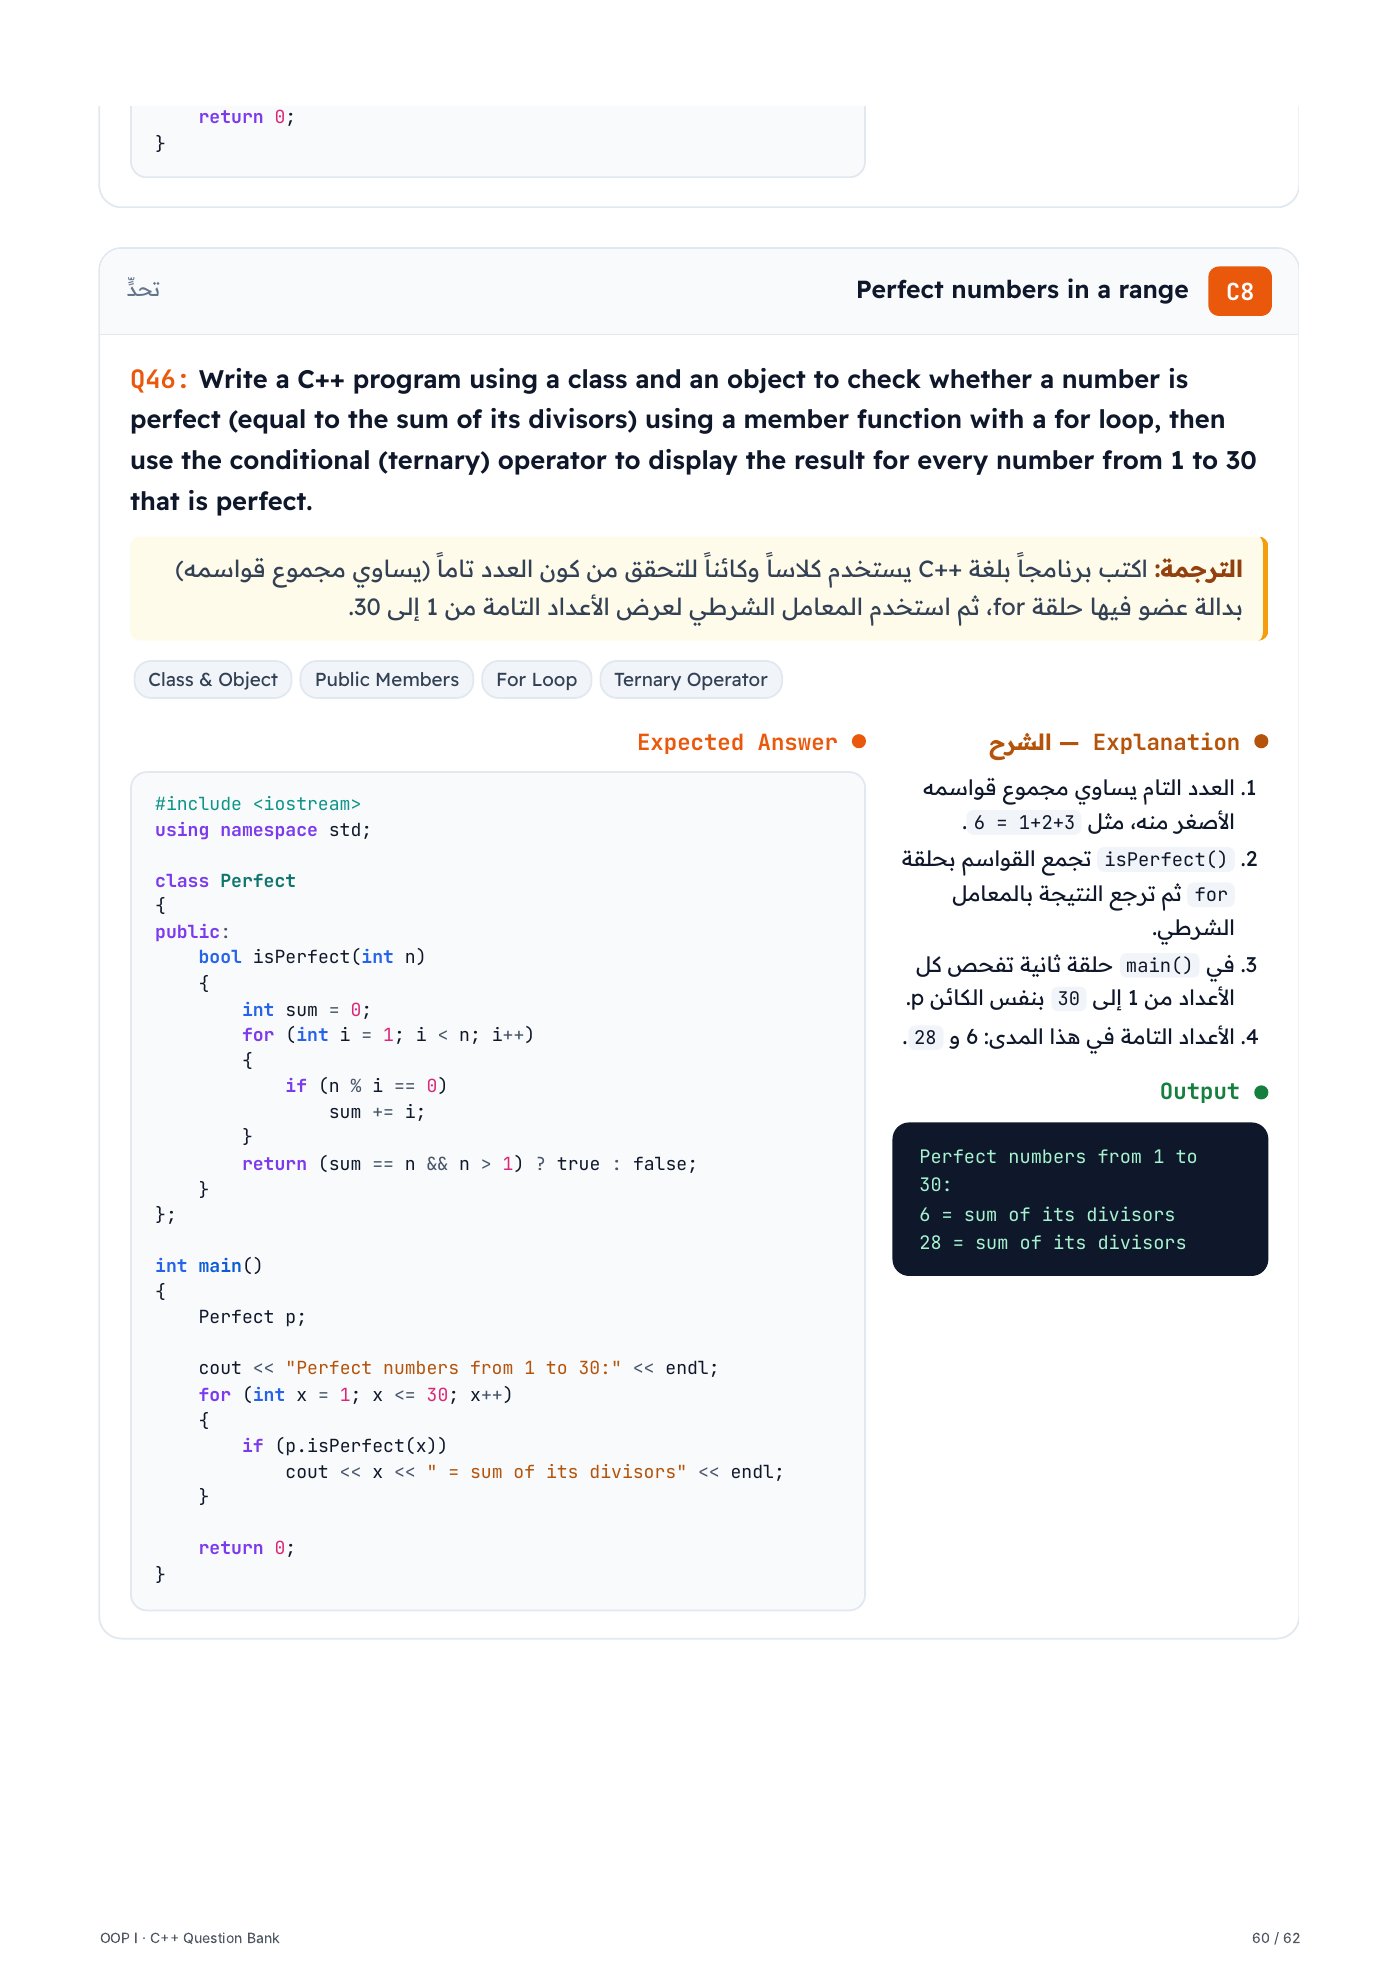 return 0;
}
C8 Perfect numbers in a range
تحدٍّ
Q46: Write a C++ program using a class and an object to check whether a number is
perfect (equal to the sum of its divisors) using a member function with a for loop, then
use the conditional (ternary) operator to display the result for every number from 1 to 30
that is perfect.
الترجمة: اكتب برنامجاً بلغة C++ يستخدم كلاساً وكائناً للتحقق من كون العدد تاماً (يساوي مجموع قواسمه)
بدالة عضو فيها حلقة for، ثم استخدم المعامل الشرطي لعرض الأعداد التامة من 1 إلى 30.
Class & Object
Public Members
For Loop
Ternary Operator
Explanation — الشرح
1. العدد التام يساوي مجموع قواسمه
الأصغر منه، مثل 6 = 1+2+3.
2. isPerfect() تجمع القواسم بحلقة
for ثم ترجع النتيجة بالمعامل
الشرطي.
3. في main() حلقة ثانية تفحص كل
الأعداد من 1 إلى 30 بنفس الكائن p.
4. الأعداد التامة في هذا المدى: 6 و 28.
Output
Perfect numbers from 1 to
30:
6 = sum of its divisors
28 = sum of its divisors
Expected Answer
#include <iostream>
using namespace std;
class Perfect
{
public:
    bool isPerfect(int n)
    {
        int sum = 0;
        for (int i = 1; i < n; i++)
        {
            if (n % i == 0)
                sum += i;
        }
        return (sum == n && n > 1) ? true : false;
    }
};
int main()
{
    Perfect p;
    cout << "Perfect numbers from 1 to 30:" << endl;
    for (int x = 1; x <= 30; x++)
    {
        if (p.isPerfect(x))
            cout << x << " = sum of its divisors" << endl;
    }
    return 0;
}
OOP I · C++ Question Bank
60 / 62